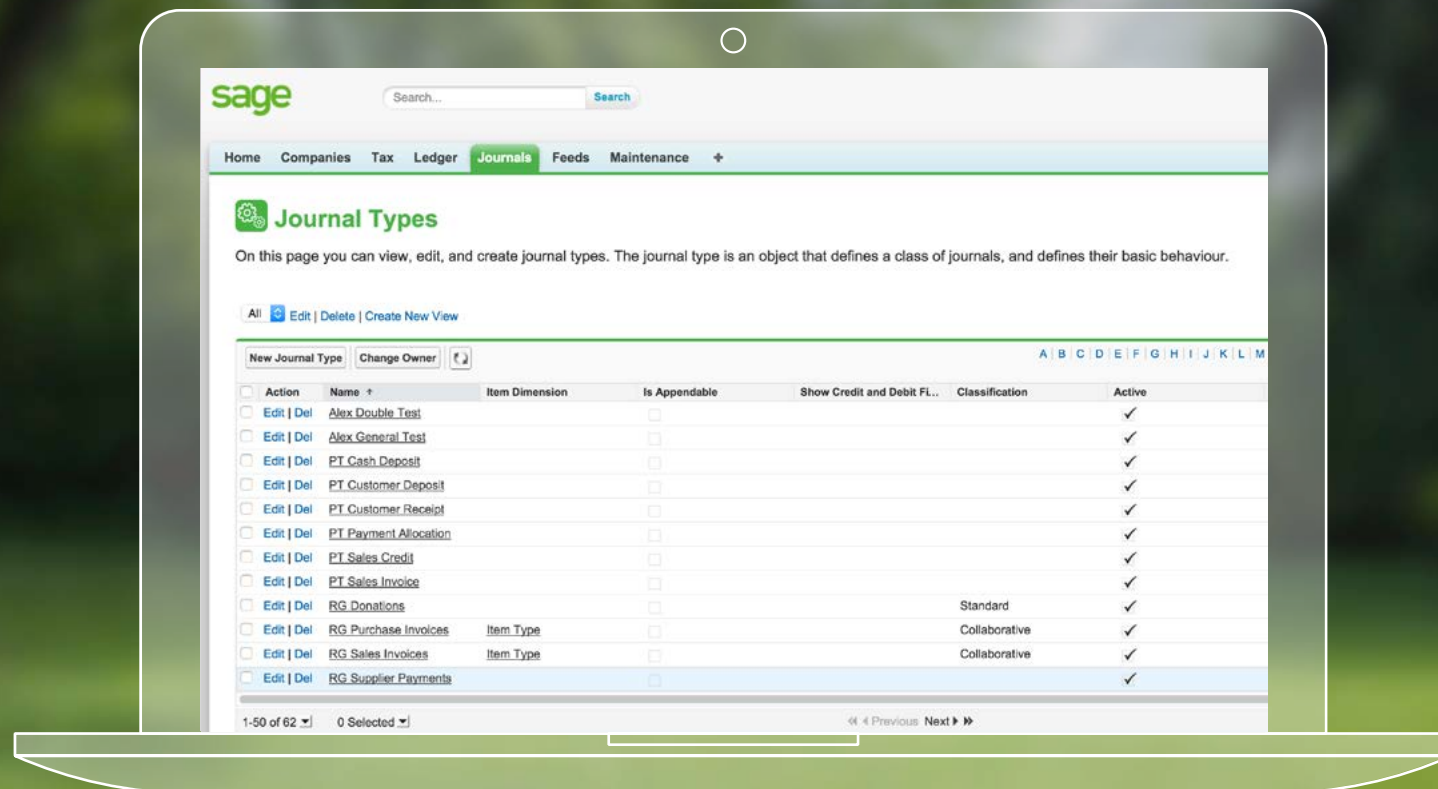 sage
Search... Search
Home Companies Tax Ledger Journals Feeds Maintenance +
Journal Types
On this page you can view, edit, and create journal types. The journal type is an object that defines a class of journals, and defines their basic behaviour.
All Edit | Delete | Create New View
New Journal Type Change Owner A | B | C | D | E | F | G | H | I | J | K | L | M
Action Name ↑ Item Dimension Is Appendable Show Credit and Debit Fi... Classification Active
Edit | Del Alex Double Test ✓
Edit | Del Alex General Test ✓
Edit | Del PT Cash Deposit ✓
Edit | Del PT Customer Deposit ✓
Edit | Del PT Customer Receipt ✓
Edit | Del PT Payment Allocation ✓
Edit | Del PT Sales Credit ✓
Edit | Del PT Sales Invoice ✓
Edit | Del RG Donations Standard ✓
Edit | Del RG Purchase Invoices Item Type Collaborative ✓
Edit | Del RG Sales Invoices Item Type Collaborative ✓
Edit | Del RG Supplier Payments ✓
1-50 of 62 0 Selected Previous Next